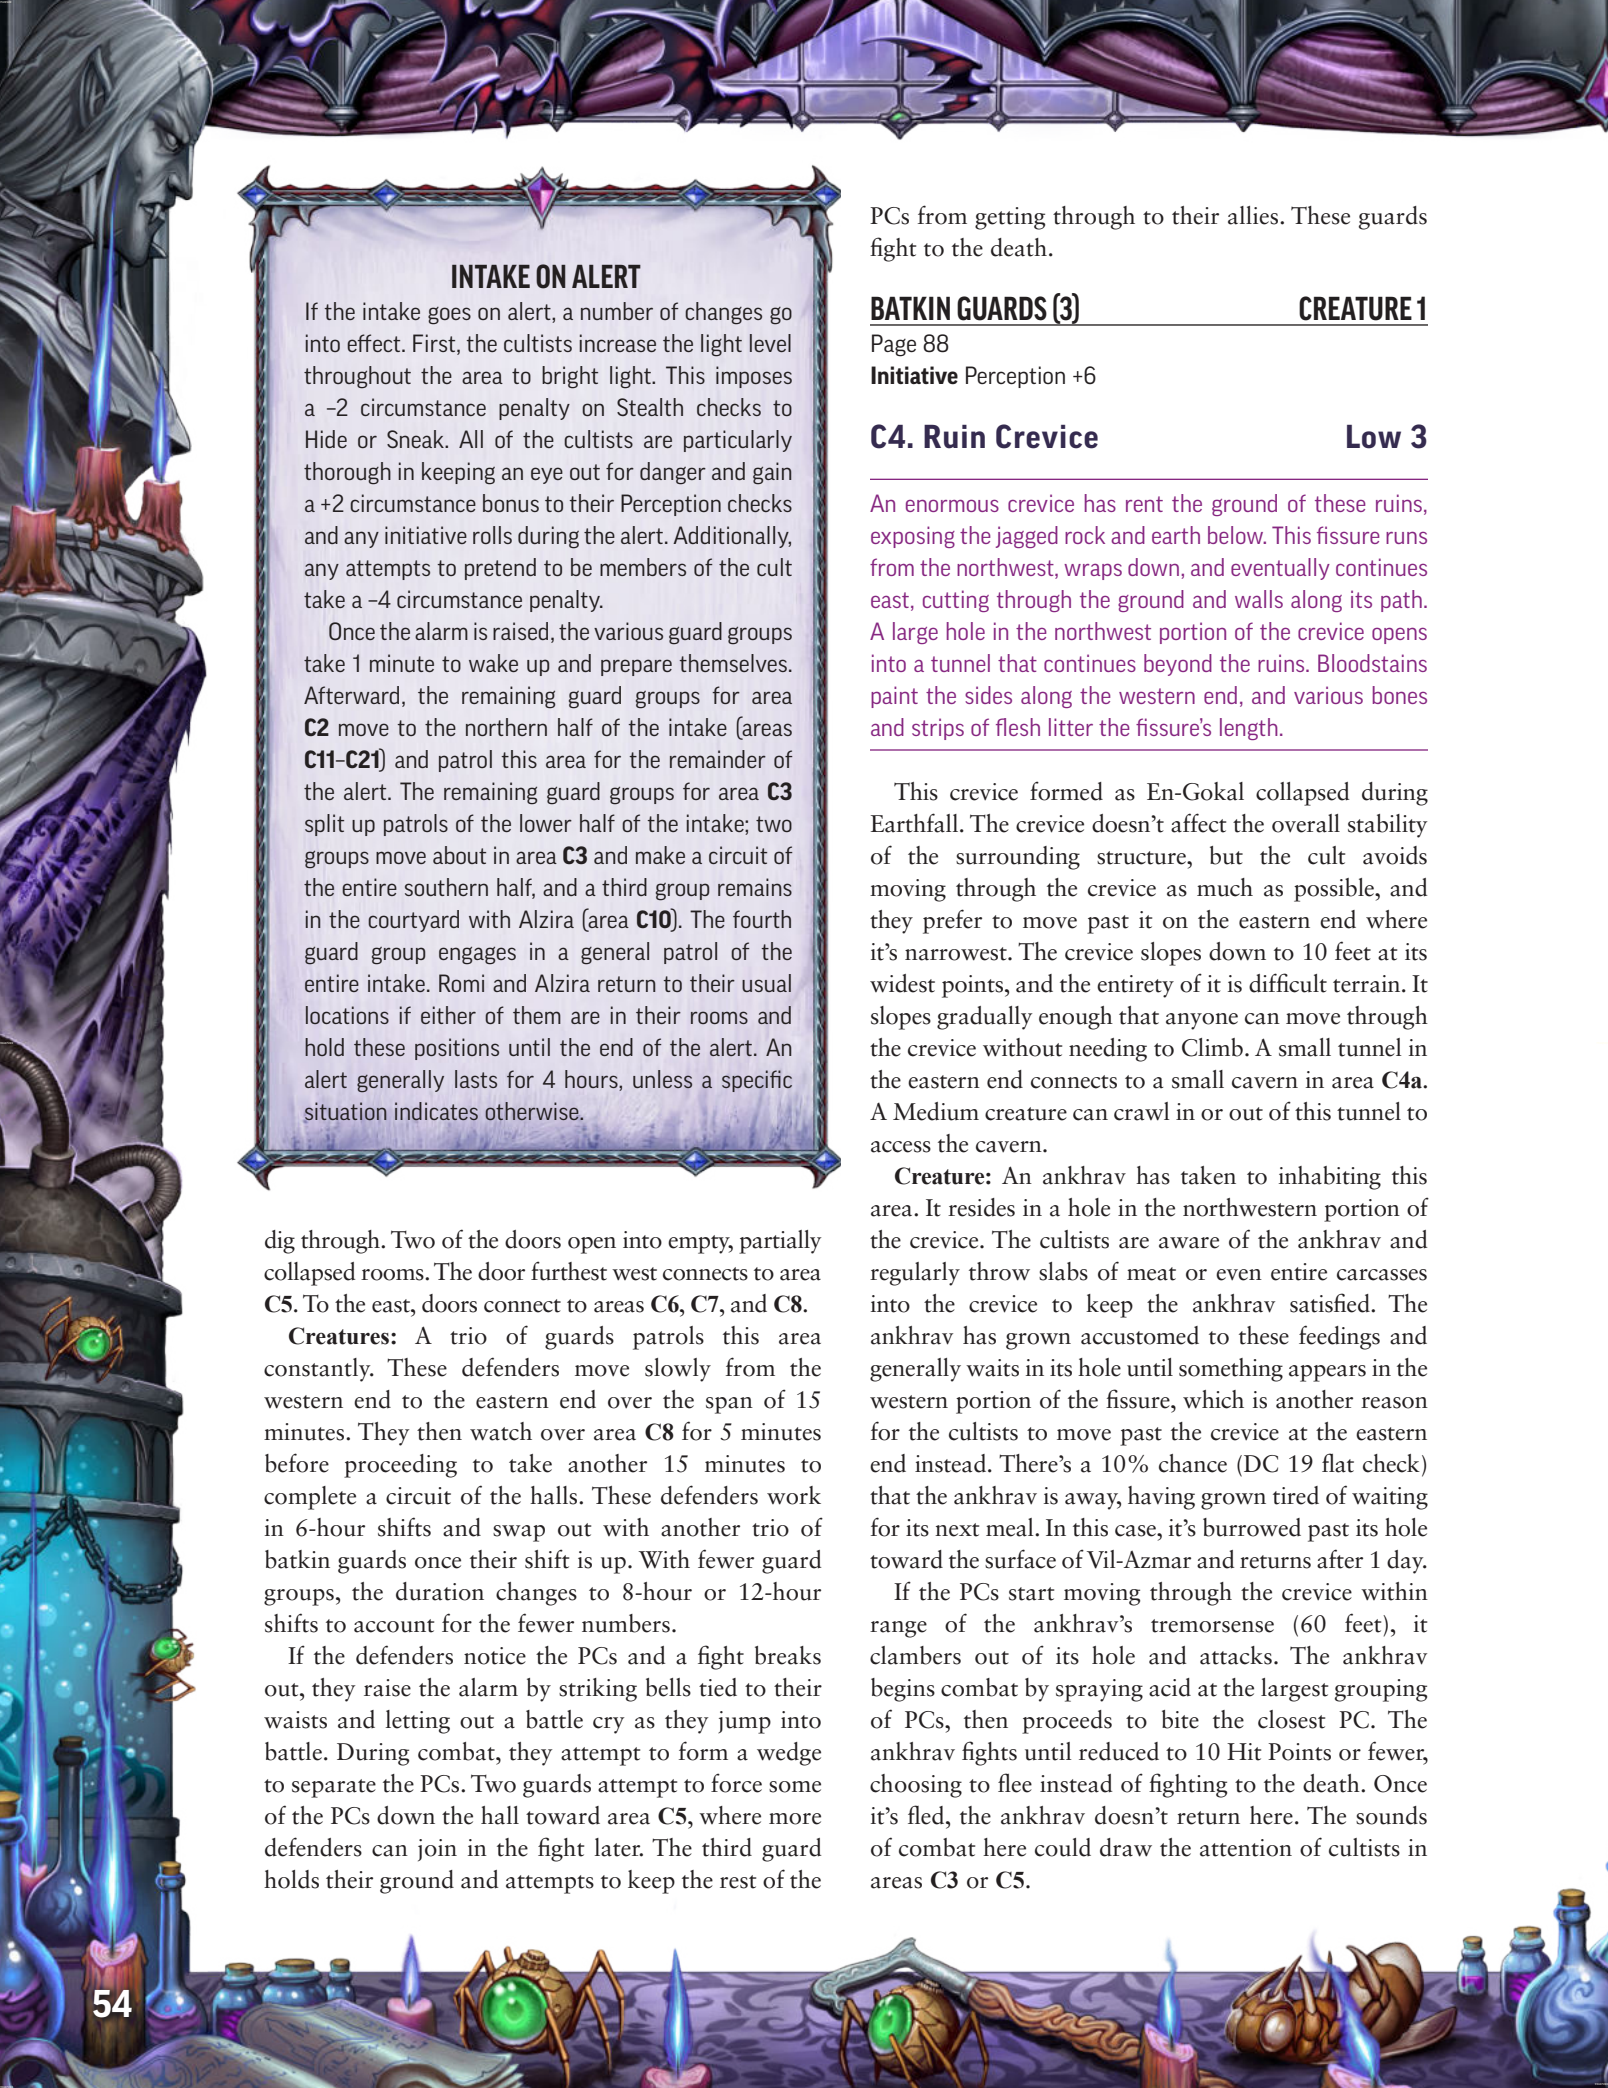 INTAKE ON ALERT
If the intake goes on alert, a number of changes go
into effect. First, the cultists increase the light level
throughout the area to bright light. This imposes
a –2 circumstance penalty on Stealth checks to
Hide or Sneak. All of the cultists are particularly
thorough in keeping an eye out for danger and gain
a +2 circumstance bonus to their Perception checks
and any initiative rolls during the alert. Additionally,
any attempts to pretend to be members of the cult
take a –4 circumstance penalty.
Once the alarm is raised, the various guard groups
take 1 minute to wake up and prepare themselves.
Afterward, the remaining guard groups for area
C2 move to the northern half of the intake (areas
C11–C21) and patrol this area for the remainder of
the alert. The remaining guard groups for area C3
split up patrols of the lower half of the intake; two
groups move about in area C3 and make a circuit of
the entire southern half, and a third group remains
in the courtyard with Alzira (area C10). The fourth
guard group engages in a general patrol of the
entire intake. Romi and Alzira return to their usual
locations if either of them are in their rooms and
hold these positions until the end of the alert. An
alert generally lasts for 4 hours, unless a specific
situation indicates otherwise.
dig through. Two of the doors open into empty, partially
collapsed rooms. The door furthest west connects to area
C5. To the east, doors connect to areas C6, C7, and C8.
Creatures: A trio of guards patrols this area
constantly. These defenders move slowly from the
western end to the eastern end over the span of 15
minutes. They then watch over area C8 for 5 minutes
before proceeding to take another 15 minutes to
complete a circuit of the halls. These defenders work
in 6-hour shifts and swap out with another trio of
batkin guards once their shift is up. With fewer guard
groups, the duration changes to 8-hour or 12-hour
shifts to account for the fewer numbers.
If the defenders notice the PCs and a fight breaks
out, they raise the alarm by striking bells tied to their
waists and letting out a battle cry as they jump into
battle. During combat, they attempt to form a wedge
to separate the PCs. Two guards attempt to force some
of the PCs down the hall toward area C5, where more
defenders can join in the fight later. The third guard
holds their ground and attempts to keep the rest of the
PCs from getting through to their allies. These guards
fight to the death.
BATKIN GUARDS (3) CREATURE 1
Page 88
Initiative Perception +6
C4. Ruin Crevice Low 3
An enormous crevice has rent the ground of these ruins,
exposing the jagged rock and earth below. This fissure runs
from the northwest, wraps down, and eventually continues
east, cutting through the ground and walls along its path.
A large hole in the northwest portion of the crevice opens
into a tunnel that continues beyond the ruins. Bloodstains
paint the sides along the western end, and various bones
and strips of flesh litter the fissure's length.
This crevice formed as En-Gokal collapsed during
Earthfall. The crevice doesn't affect the overall stability
of the surrounding structure, but the cult avoids
moving through the crevice as much as possible, and
they prefer to move past it on the eastern end where
it's narrowest. The crevice slopes down to 10 feet at its
widest points, and the entirety of it is difficult terrain. It
slopes gradually enough that anyone can move through
the crevice without needing to Climb. A small tunnel in
the eastern end connects to a small cavern in area C4a.
A Medium creature can crawl in or out of this tunnel to
access the cavern.
Creature: An ankhrav has taken to inhabiting this
area. It resides in a hole in the northwestern portion of
the crevice. The cultists are aware of the ankhrav and
regularly throw slabs of meat or even entire carcasses
into the crevice to keep the ankhrav satisfied. The
ankhrav has grown accustomed to these feedings and
generally waits in its hole until something appears in the
western portion of the fissure, which is another reason
for the cultists to move past the crevice at the eastern
end instead. There's a 10% chance (DC 19 flat check)
that the ankhrav is away, having grown tired of waiting
for its next meal. In this case, it's burrowed past its hole
toward the surface of Vil-Azmar and returns after 1 day.
If the PCs start moving through the crevice within
range of the ankhrav's tremorsense (60 feet), it
clambers out of its hole and attacks. The ankhrav
begins combat by spraying acid at the largest grouping
of PCs, then proceeds to bite the closest PC. The
ankhrav fights until reduced to 10 Hit Points or fewer,
choosing to flee instead of fighting to the death. Once
it's fled, the ankhrav doesn't return here. The sounds
of combat here could draw the attention of cultists in
areas C3 or C5.
54